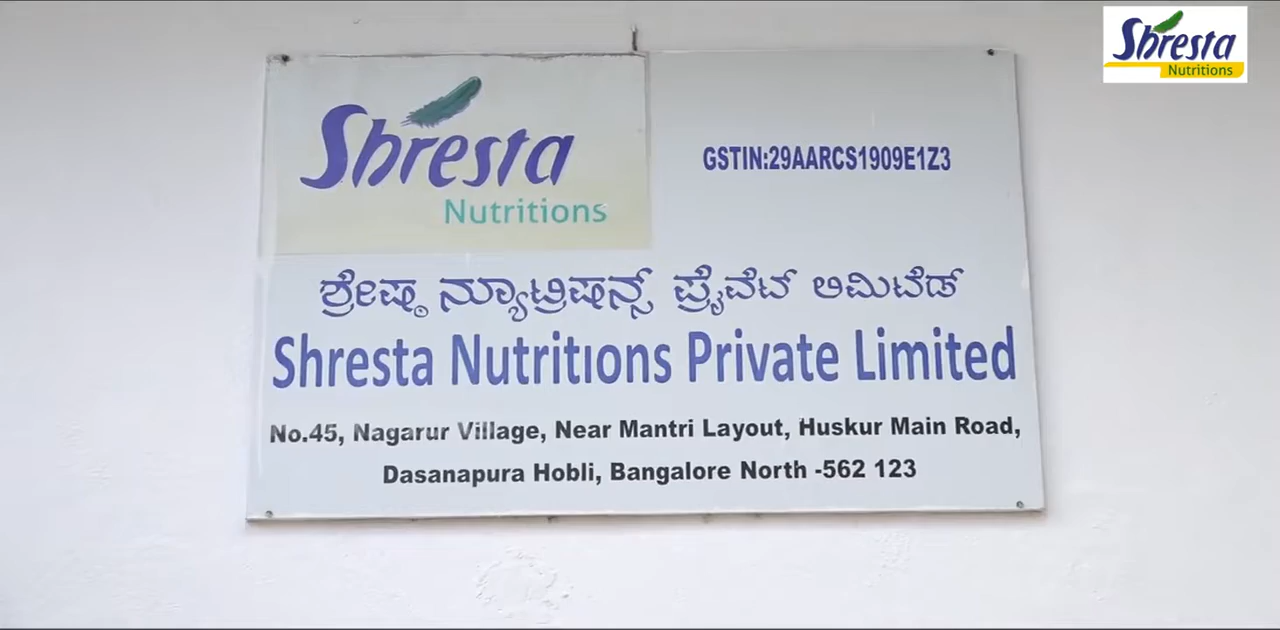 Shresta
Nutritions
Shresta
Nutritions
GSTIN:29AARCS1909E1Z3
ಶ್ರೇಷ್ಠ ನ್ಯೂಟ್ರಿಷಾನ್ಸ್ ಪ್ರೈವೆಟ್ ಲಿಮಿಟೆಡ್
Shresta Nutritions Private Limited
No.45, Nagarur Village, Near Mantri Layout, Huskur Main Road,
Dasanapura Hobli, Bangalore North -562 123